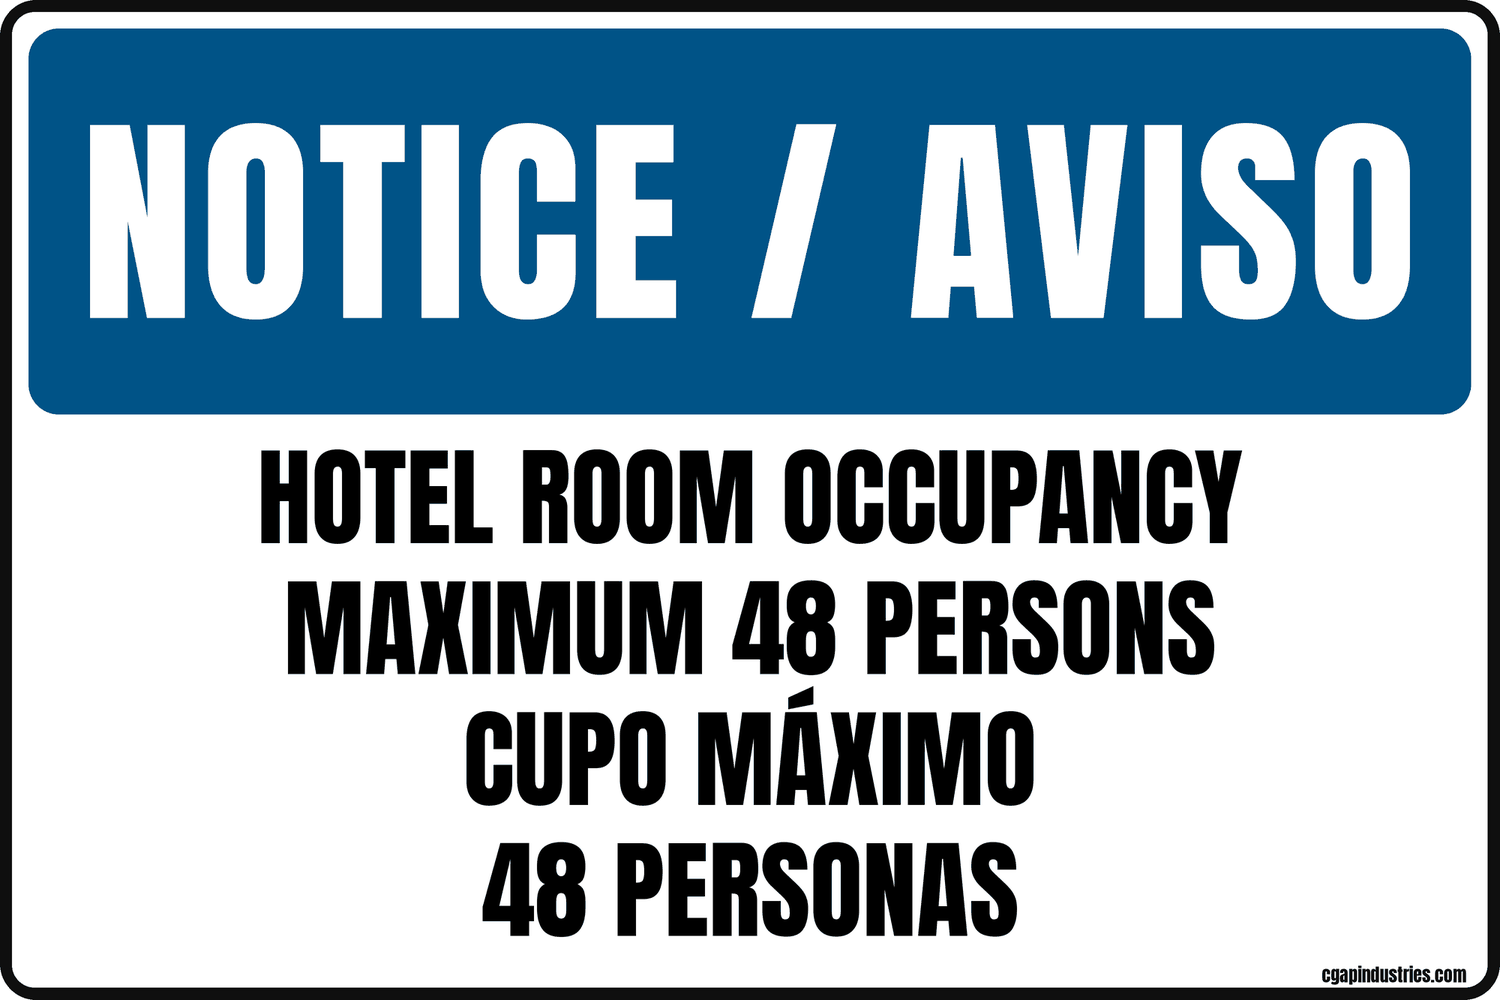 NOTICE / AVISO
HOTEL ROOM OCCUPANCY
MAXIMUM 48 PERSONS
CUPO MÁXIMO
48 PERSONAS
cgapindustries.com